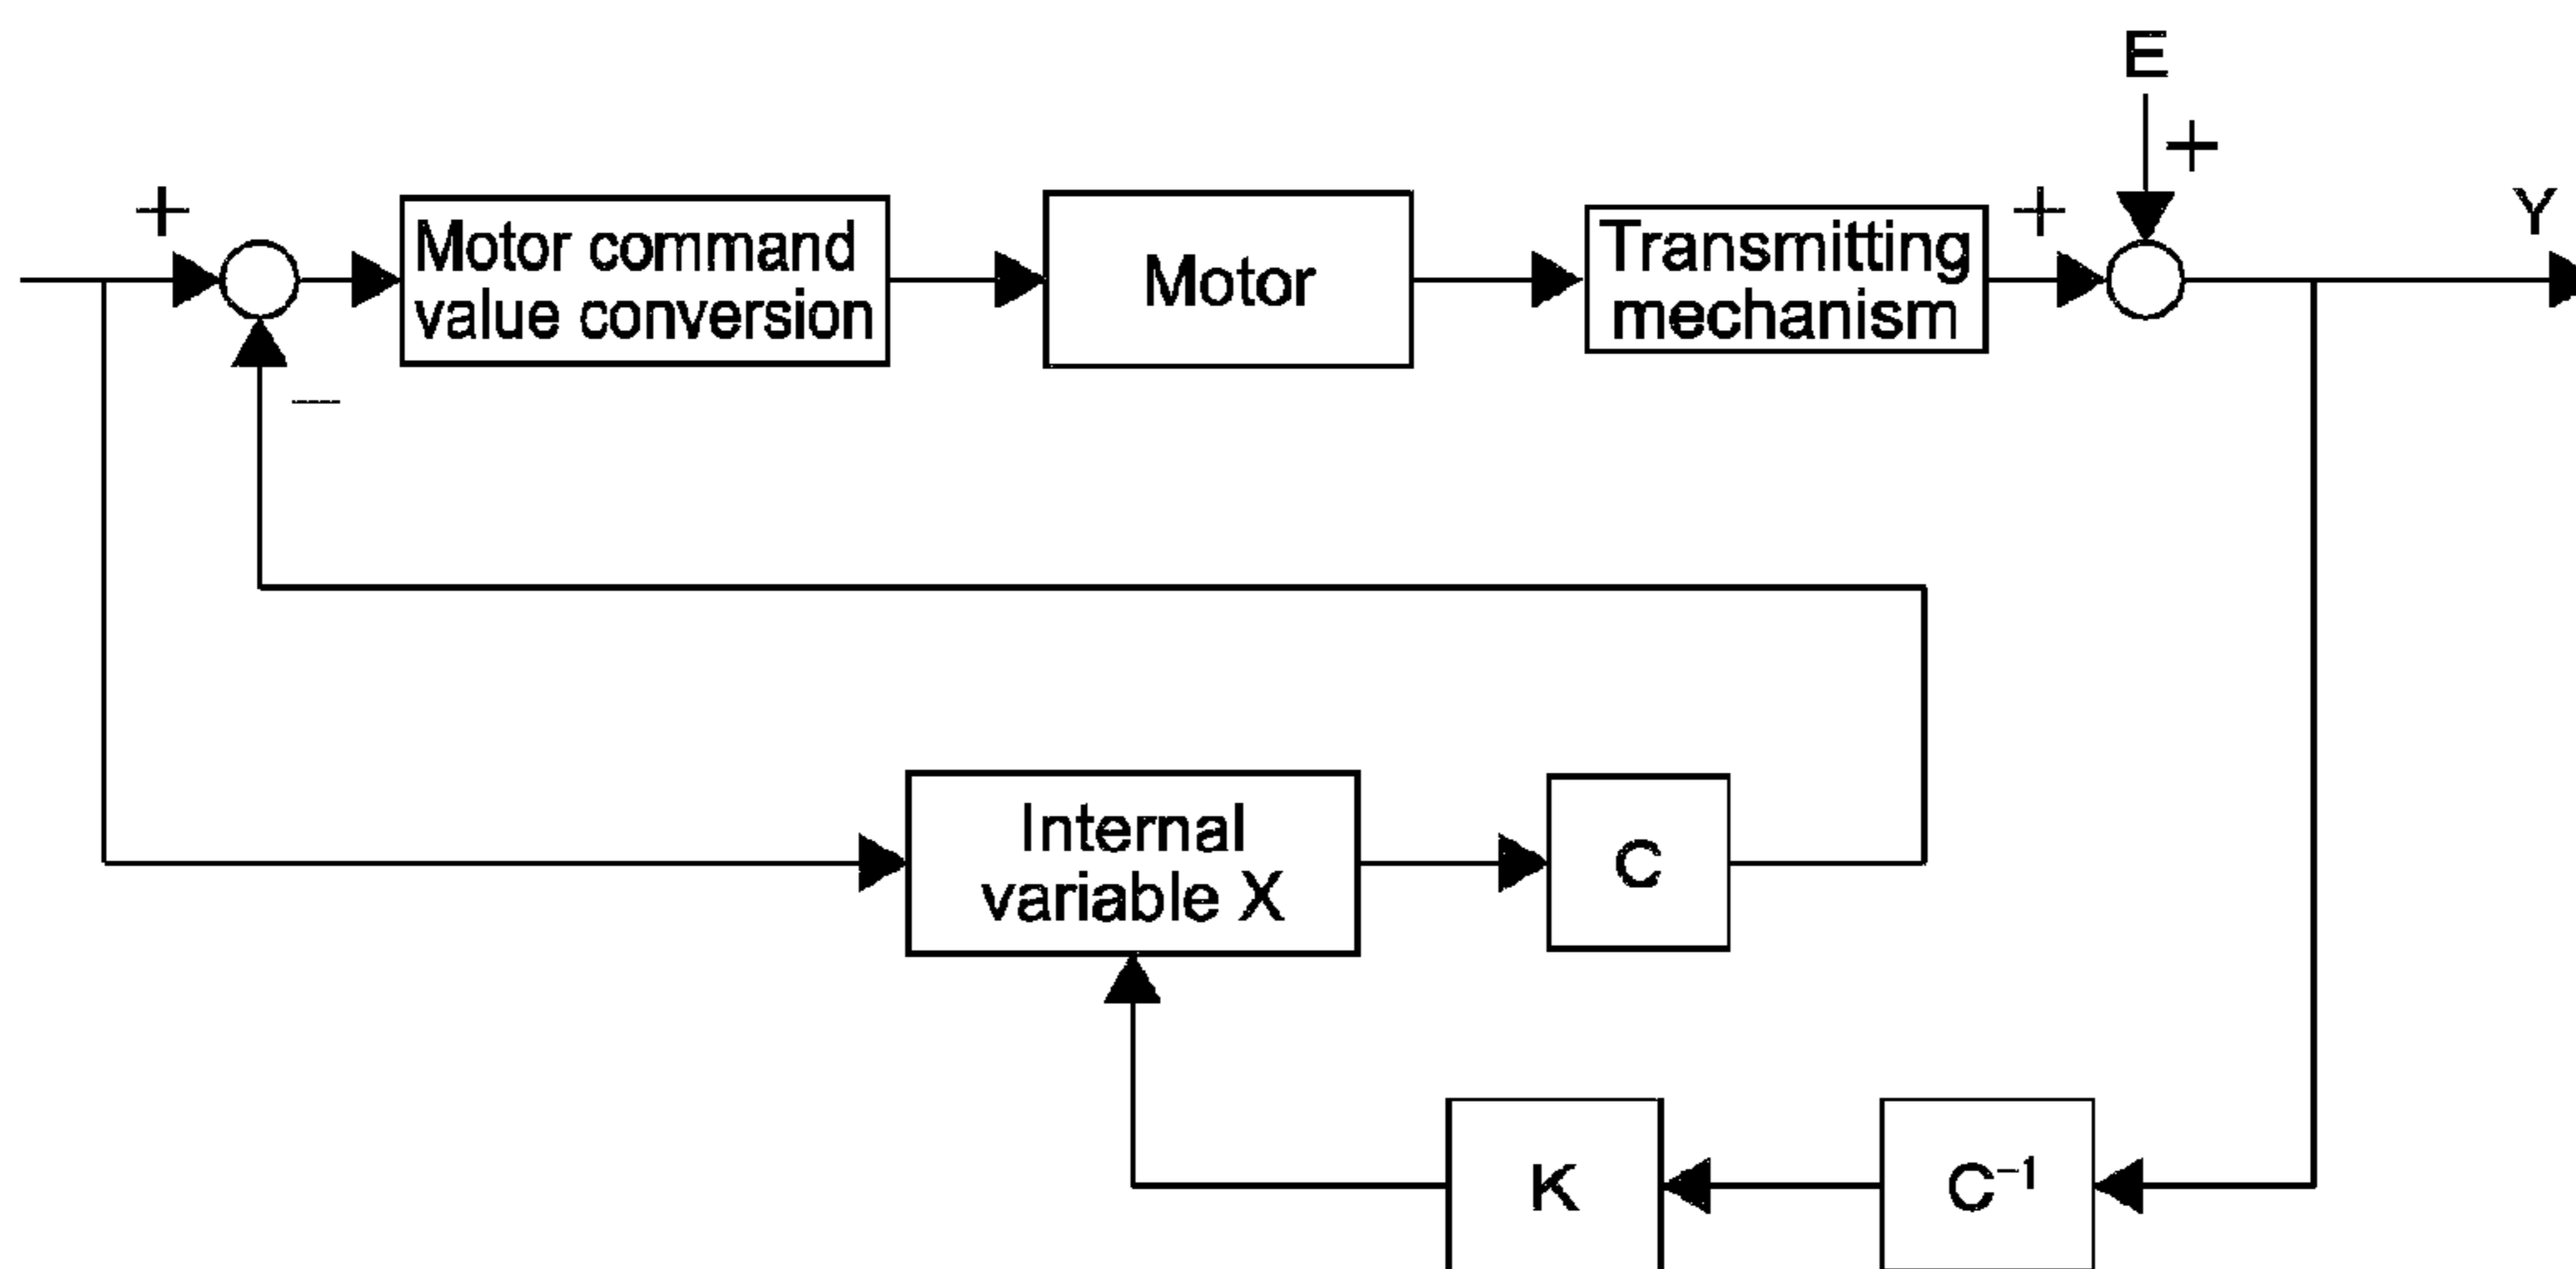 E
+
+
+
Y
Motor command
value conversion
Motor
Transmitting
mechanism
−
Internal
variable X
C
K
C⁻¹